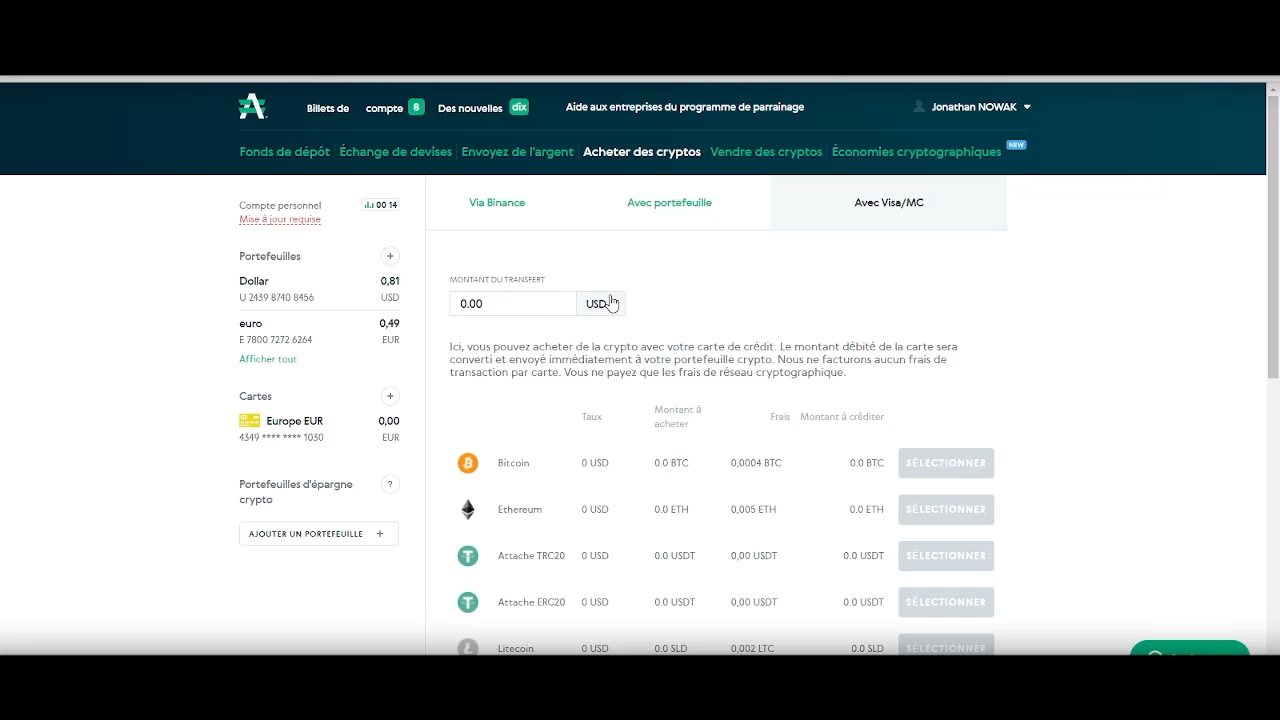 Billets de compte 8 Des nouvelles dix Aide aux entreprises du programme de parrainage Jonathan NOWAK
Fonds de dépôt Échange de devises Envoyez de l'argent Acheter des cryptos Vendre des cryptos Économies cryptographiques NEW
Compte personnel 00 14
Mise à jour requise
Portefeuilles +
Dollar 0,81
U 2439 8740 8456 USD
euro 0,49
E 7800 7272 6264 EUR
Afficher tout
Cartes +
Europe EUR 0,00
4349 **** **** 1030 EUR
Portefeuilles d'épargne ?
crypto
AJOUTER UN PORTEFEUILLE +
Via Binance Avec portefeuille Avec Visa/MC
MONTANT DU TRANSFERT
0.00 USD
Ici, vous pouvez acheter de la crypto avec votre carte de crédit. Le montant débité de la carte sera
converti et envoyé immédiatement à votre portefeuille crypto. Nous ne facturons aucun frais de
transaction par carte. Vous ne payez que les frais de réseau cryptographique.
Taux Montant à Frais Montant à créditer
acheter
Bitcoin 0 USD 0.0 BTC 0,0004 BTC 0.0 BTC SÉLECTIONNER
Ethereum 0 USD 0.0 ETH 0,005 ETH 0.0 ETH SÉLECTIONNER
Attache TRC20 0 USD 0.0 USDT 0,00 USDT 0.0 USDT SÉLECTIONNER
Attache ERC20 0 USD 0.0 USDT 0,00 USDT 0.0 USDT SÉLECTIONNER
Litecoin 0 USD 0.0 SLD 0,002 LTC 0.0 SLD SÉLECTIONNER